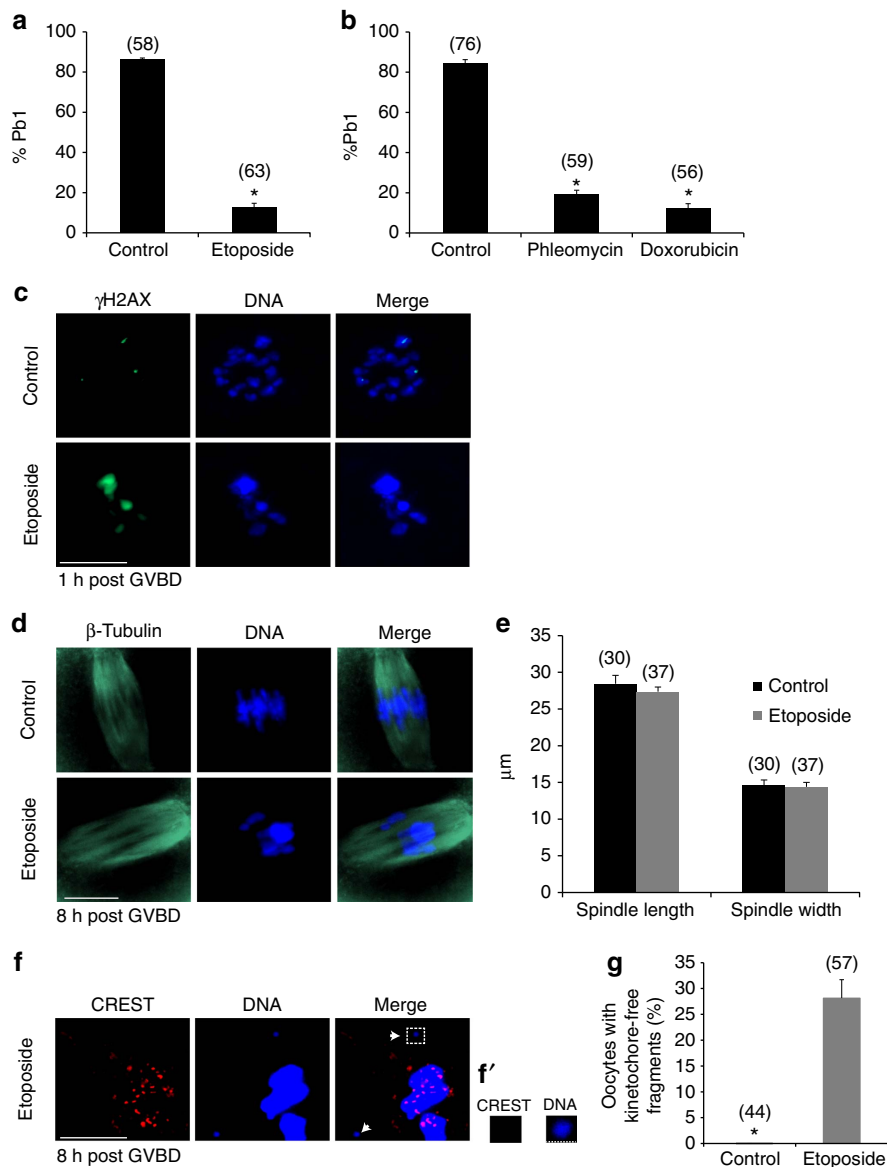 a
100
80
60
40
20
0
% Pb1
(58)
(63)
*
Control
Etoposide
b
100
80
60
40
20
0
%Pb1
(76)
(59)
*
(56)
*
Control
Phleomycin
Doxorubicin
c
γH2AX
DNA
Merge
Control
Etoposide
1 h post GVBD
d
β-Tubulin
DNA
Merge
Control
Etoposide
8 h post GVBD
e
35
30
25
20
15
10
5
0
μm
(30)
(37)
(30)
(37)
Control
Etoposide
Spindle length
Spindle width
f
CREST
DNA
Merge
Etoposide
8 h post GVBD
f′
CREST
DNA
g
35
30
25
20
15
10
5
0
Oocytes with
kinetochore-free
fragments (%)
(44)
*
(57)
Control
Etoposide